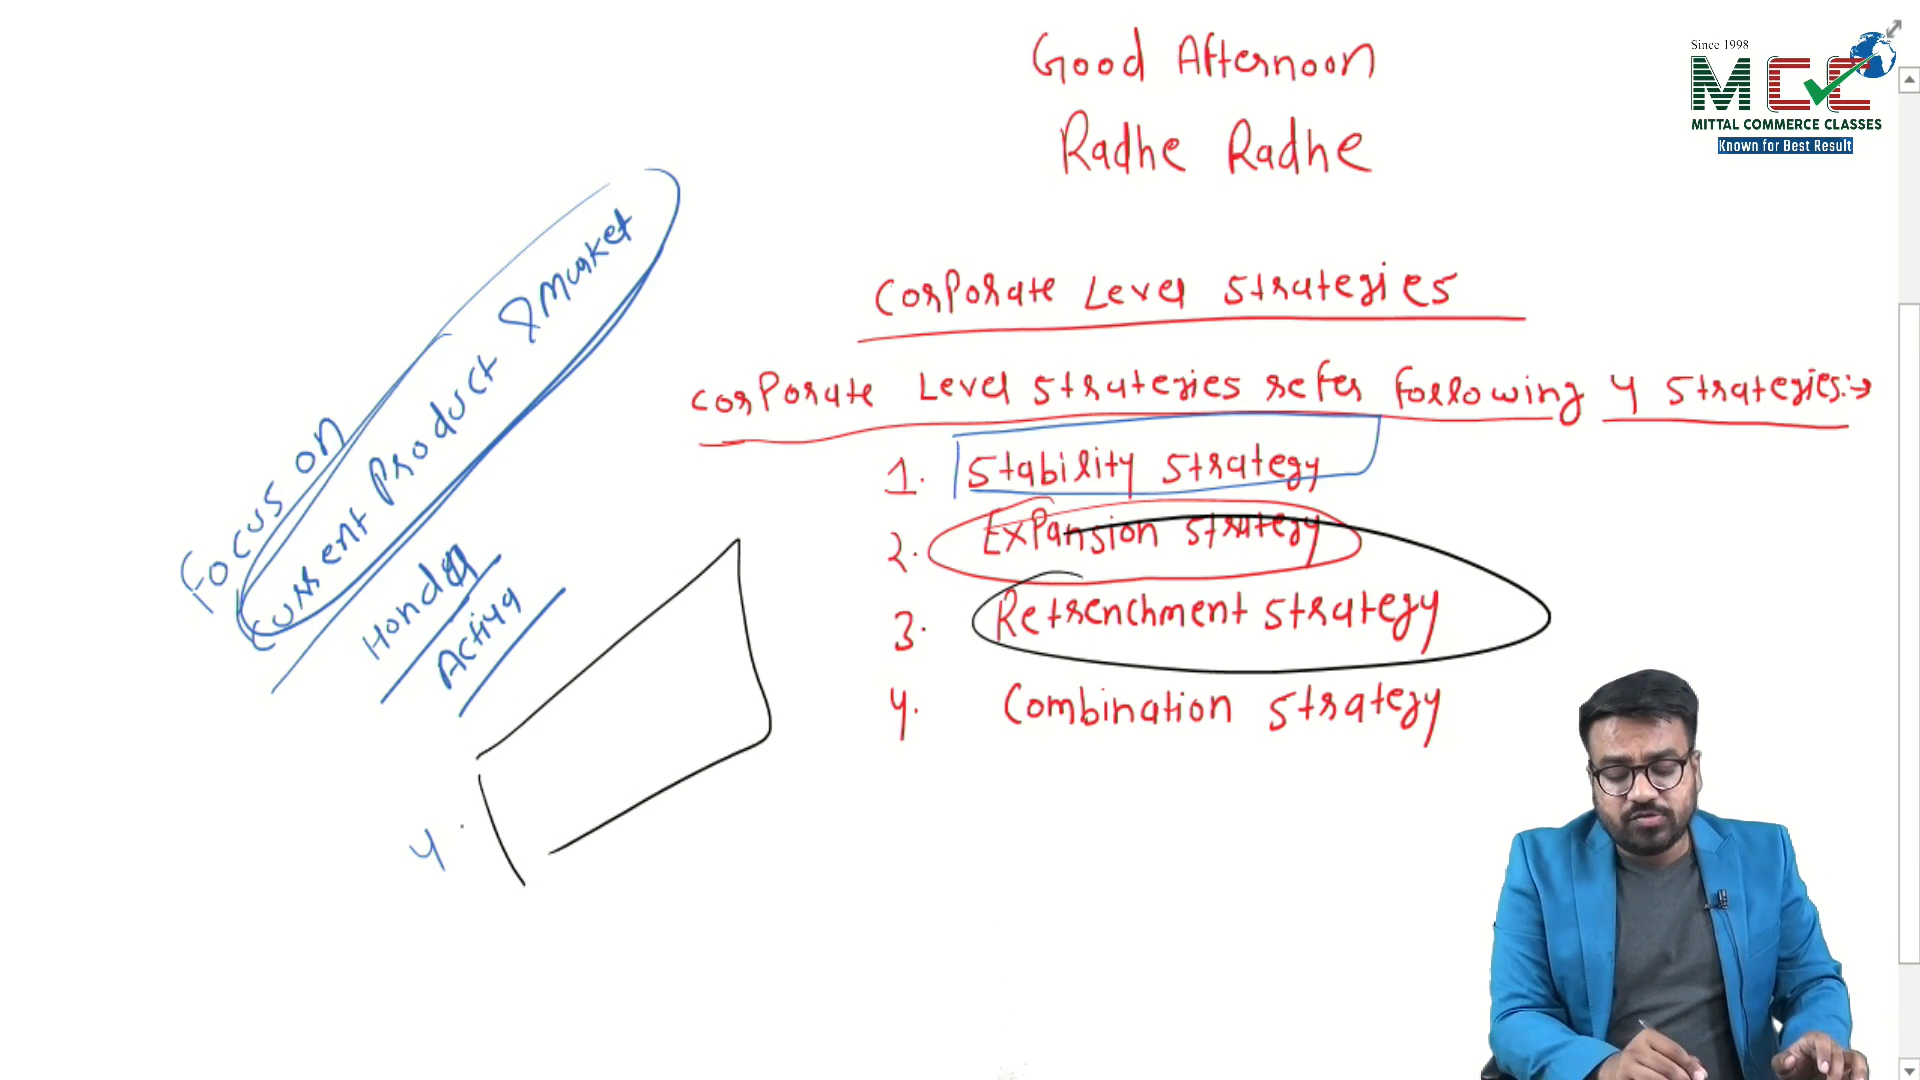 Good Afternoon
Radhe Radhe
Since 1998
MCC
MITTAL COMMERCE CLASSES
Known for Best Result
Corporate Level Strategies
Corporate Level Strategies refer following 4 Strategies:→
1. Stability Strategy
2. Expansion Strategy
3. Retrenchment Strategy
4. Combination Strategy
Focus on
Current Product & Market
Honda
Activa
4.